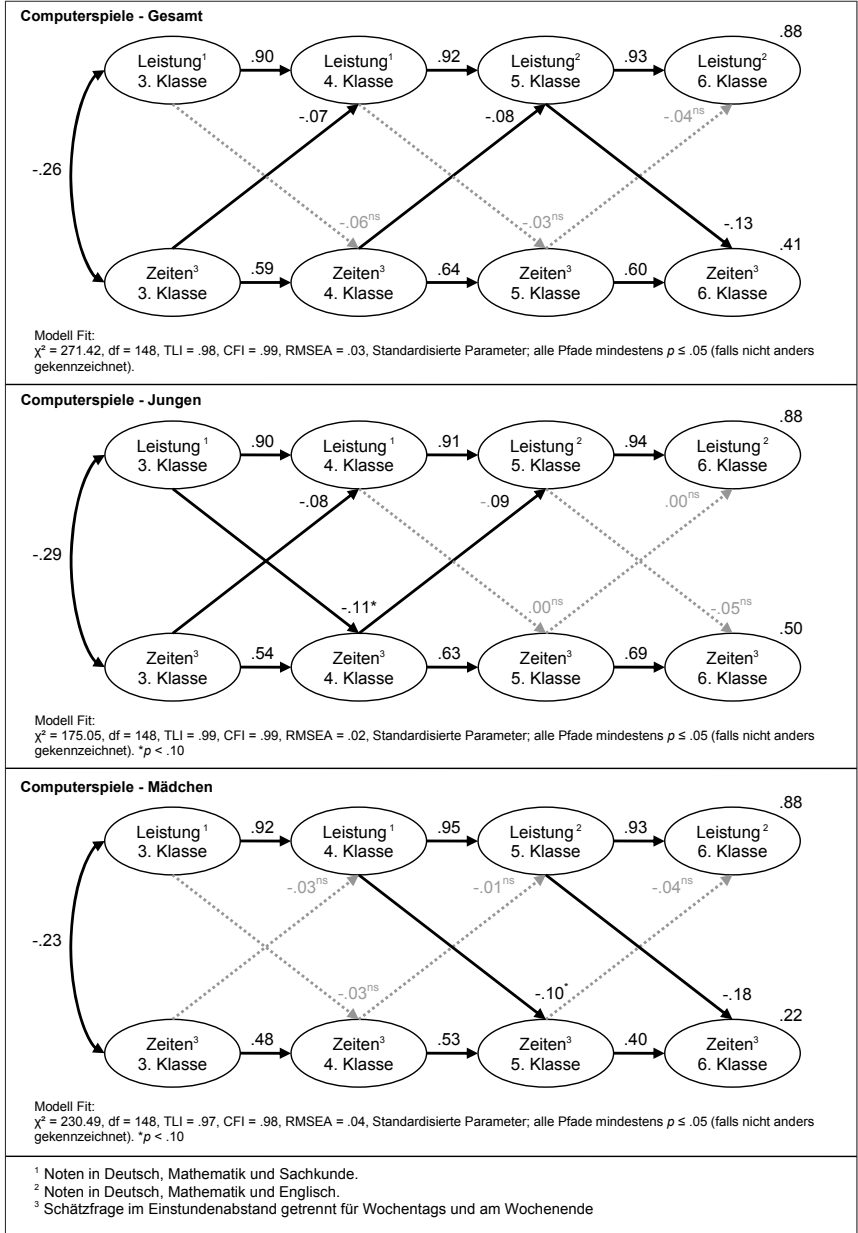 Computerspiele - Gesamt
.88
Leistung¹ .90 Leistung¹ .92 Leistung² .93 Leistung²
3. Klasse 4. Klasse 5. Klasse 6. Klasse
-.07 -.08 -.04ⁿˢ
-.26
-.06ⁿˢ -.03ⁿˢ -.13
.41
Zeiten³ .59 Zeiten³ .64 Zeiten³ .60 Zeiten³
3. Klasse 4. Klasse 5. Klasse 6. Klasse
Modell Fit:
χ² = 271.42, df = 148, TLI = .98, CFI = .99, RMSEA = .03, Standardisierte Parameter; alle Pfade mindestens p ≤ .05 (falls nicht anders
gekennzeichnet).
Computerspiele - Jungen
.88
Leistung¹ .90 Leistung¹ .91 Leistung² .94 Leistung²
3. Klasse 4. Klasse 5. Klasse 6. Klasse
-.08 -.09 .00ⁿˢ
-.29
-.11* .00ⁿˢ -.05ⁿˢ
.50
Zeiten³ .54 Zeiten³ .63 Zeiten³ .69 Zeiten³
3. Klasse 4. Klasse 5. Klasse 6. Klasse
Modell Fit:
χ² = 175.05, df = 148, TLI = .99, CFI = .99, RMSEA = .02, Standardisierte Parameter; alle Pfade mindestens p ≤ .05 (falls nicht anders
gekennzeichnet). *p < .10
Computerspiele - Mädchen
.88
Leistung¹ .92 Leistung¹ .95 Leistung² .93 Leistung²
3. Klasse 4. Klasse 5. Klasse 6. Klasse
-.03ⁿˢ -.01ⁿˢ -.04ⁿˢ
-.23
-.03ⁿˢ -.10* -.18
.22
Zeiten³ .48 Zeiten³ .53 Zeiten³ .40 Zeiten³
3. Klasse 4. Klasse 5. Klasse 6. Klasse
Modell Fit:
χ² = 230.49, df = 148, TLI = .97, CFI = .98, RMSEA = .04, Standardisierte Parameter; alle Pfade mindestens p ≤ .05 (falls nicht anders
gekennzeichnet). *p < .10
¹ Noten in Deutsch, Mathematik und Sachkunde.
² Noten in Deutsch, Mathematik und Englisch.
³ Schätzfrage im Einstundenabstand getrennt für Wochentags und am Wochenende